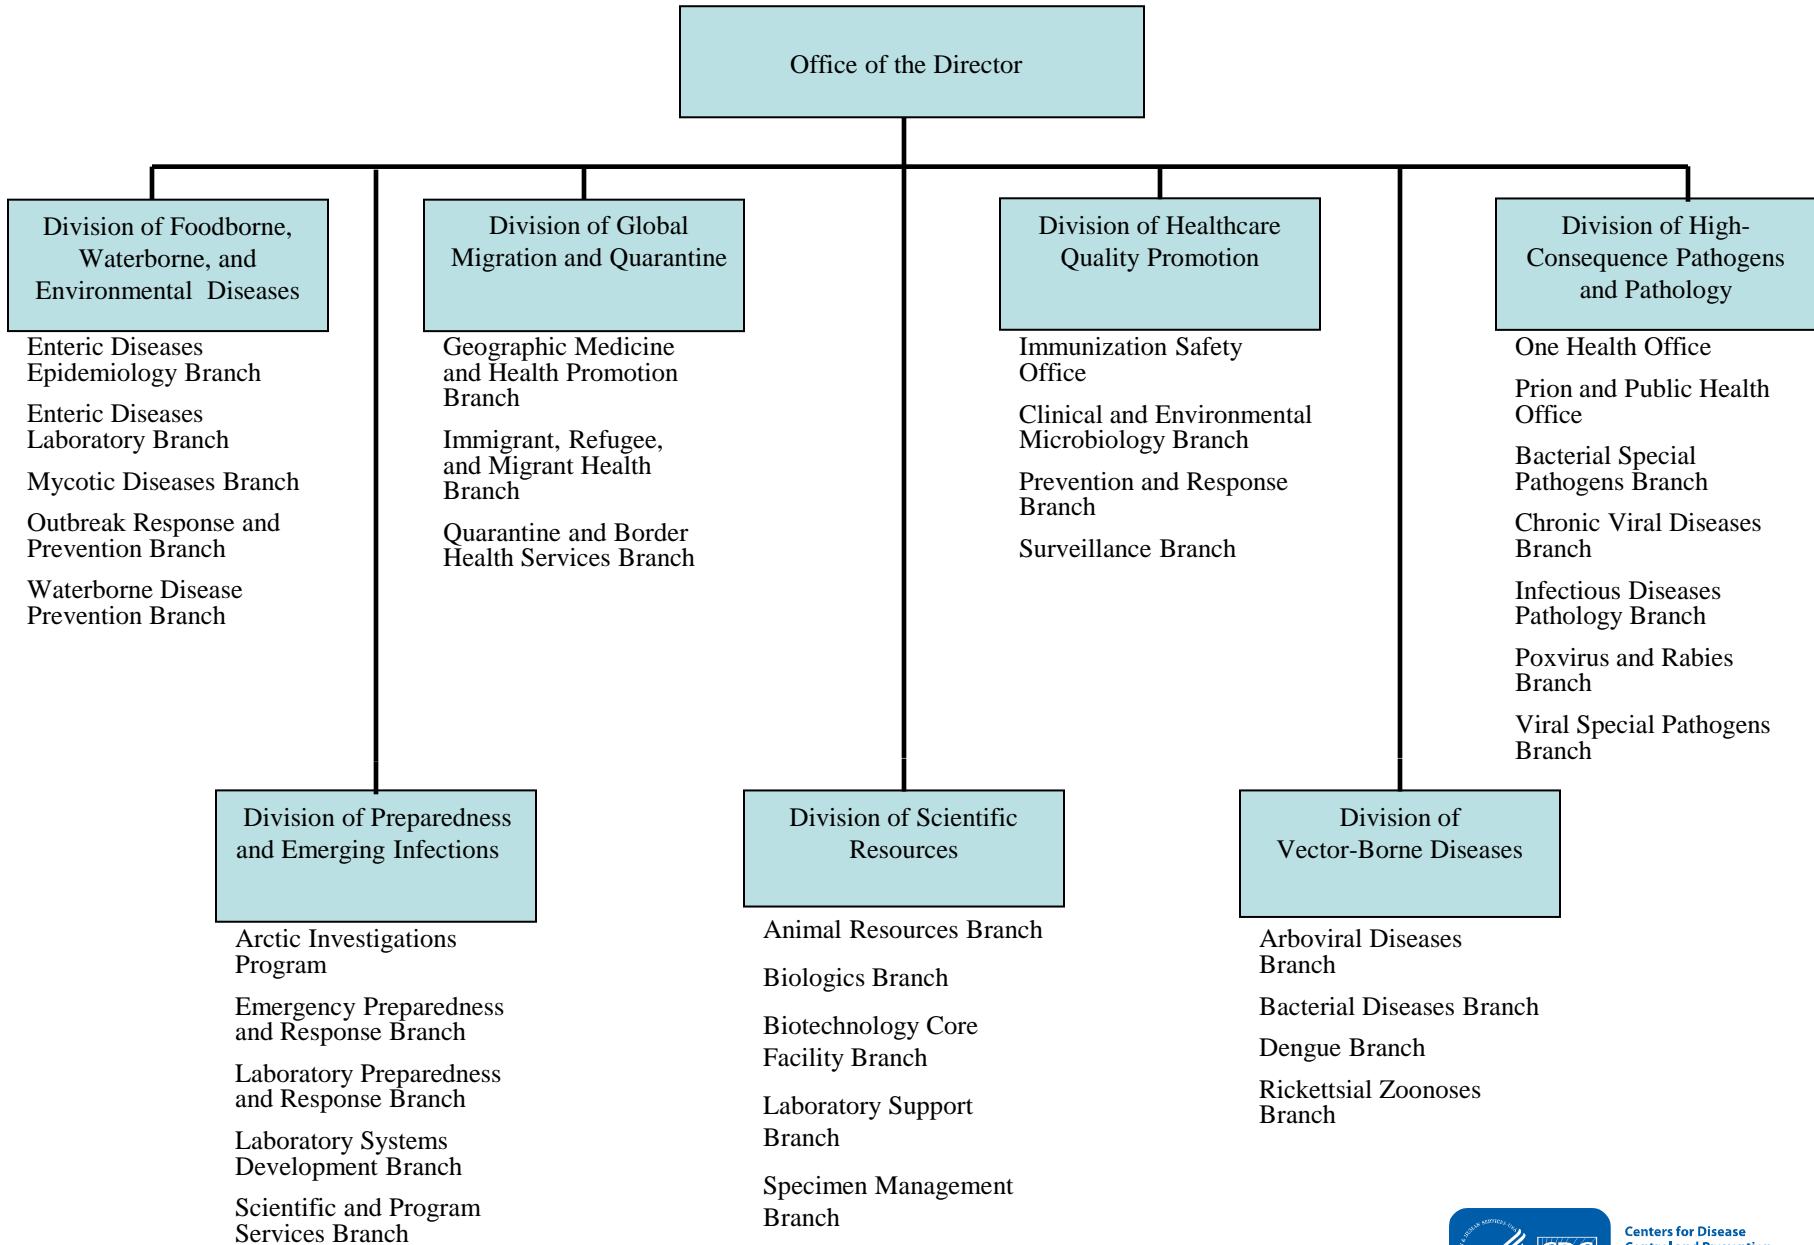 Office of the Director
Division of Foodborne,
Waterborne, and
Environmental Diseases
Enteric Diseases
Epidemiology Branch
Enteric Diseases
Laboratory Branch
Mycotic Diseases Branch
Outbreak Response and
Prevention Branch
Waterborne Disease
Prevention Branch
Division of Global
Migration and Quarantine
Geographic Medicine
and Health Promotion
Branch
Immigrant, Refugee,
and Migrant Health
Branch
Quarantine and Border
Health Services Branch
Division of Healthcare
Quality Promotion
Immunization Safety
Office
Clinical and Environmental
Microbiology Branch
Prevention and Response
Branch
Surveillance Branch
Division of High-
Consequence Pathogens
and Pathology
One Health Office
Prion and Public Health
Office
Bacterial Special
Pathogens Branch
Chronic Viral Diseases
Branch
Infectious Diseases
Pathology Branch
Poxvirus and Rabies
Branch
Viral Special Pathogens
Branch
Division of Preparedness
and Emerging Infections
Arctic Investigations
Program
Emergency Preparedness
and Response Branch
Laboratory Preparedness
and Response Branch
Laboratory Systems
Development Branch
Scientific and Program
Services Branch
Division of Scientific
Resources
Animal Resources Branch
Biologics Branch
Biotechnology Core
Facility Branch
Laboratory Support
Branch
Specimen Management
Branch
Division of
Vector-Borne Diseases
Arboviral Diseases
Branch
Bacterial Diseases Branch
Dengue Branch
Rickettsial Zoonoses
Branch
Centers for Disease